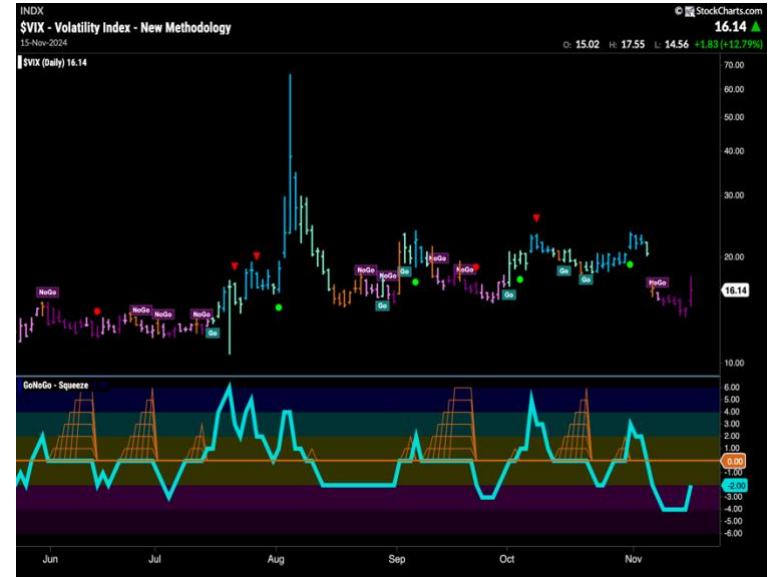 INDX
© StockCharts.com
$VIX - Volatility Index - New Methodology
16.14
15-Nov-2024
O: 15.02 H: 17.55 L: 14.56 +1.83 (+12.79%)
$VIX (Daily) 16.14
70.00
60.00
50.00
40.00
30.00
20.00
16.14
10.00
NoGo
NoGo
NoGo
NoGo
Go
NoGo
NoGo
Go
Go
NoGo
NoGo
Go
Go
Go
NoGo
GoNoGo - Squeeze
6.00
5.00
4.00
3.00
2.00
1.00
0.00
-1.00
-2.00
-3.00
-4.00
-5.00
-6.00
Jun Jul Aug Sep Oct Nov